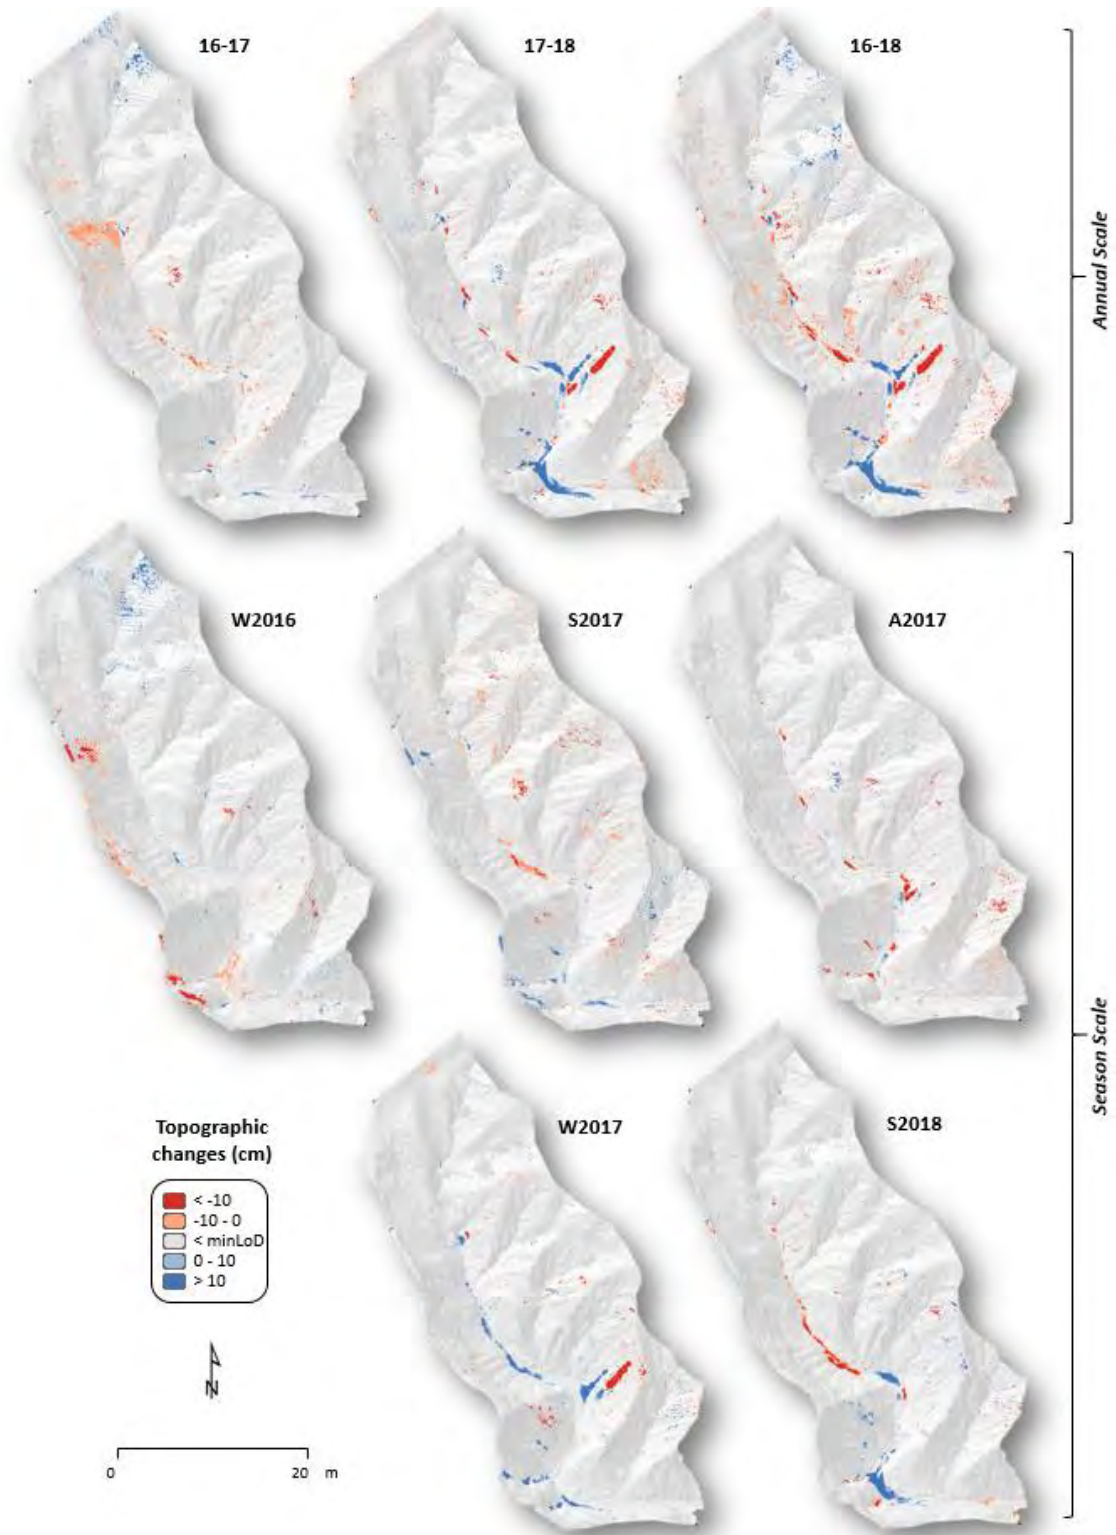 16-17
17-18
16-18
Annual Scale
W2016
S2017
A2017
Season Scale
W2017
S2018
Topographic
changes (cm)
< -10
-10 - 0
< minLoD
0 - 10
> 10
N
0 20 m